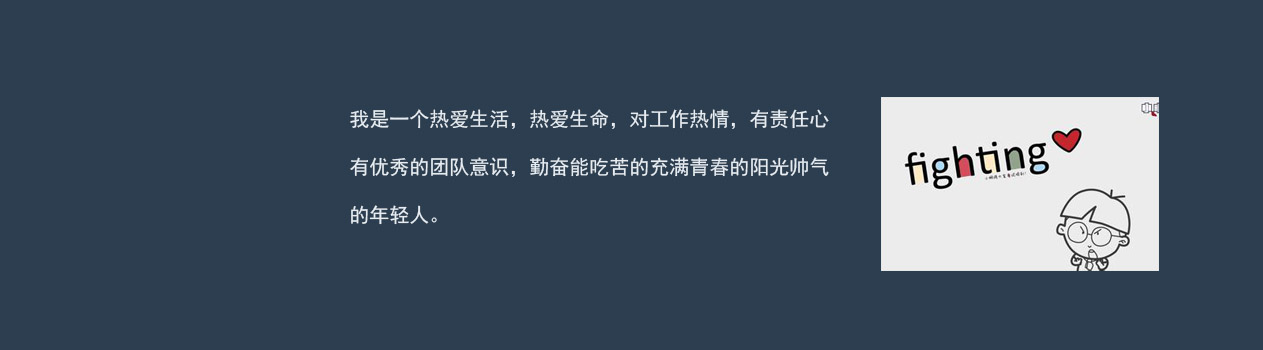 我是一个热爱生活，热爱生命，对工作热情，有责任心
有优秀的团队意识，勤奋能吃苦的充满青春的阳光帅气
的年轻人。
fighting